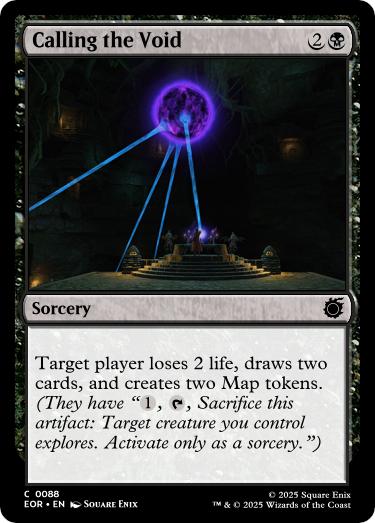 Calling the Void 2
Sorcery
Target player loses 2 life, draws two
cards, and creates two Map tokens.
(They have “1, , Sacrifice this
artifact: Target creature you control
explores. Activate only as a sorcery.”)
C 0088
EOR • EN SQUARE ENIX
© 2025 Square Enix
™ & © 2025 Wizards of the Coast